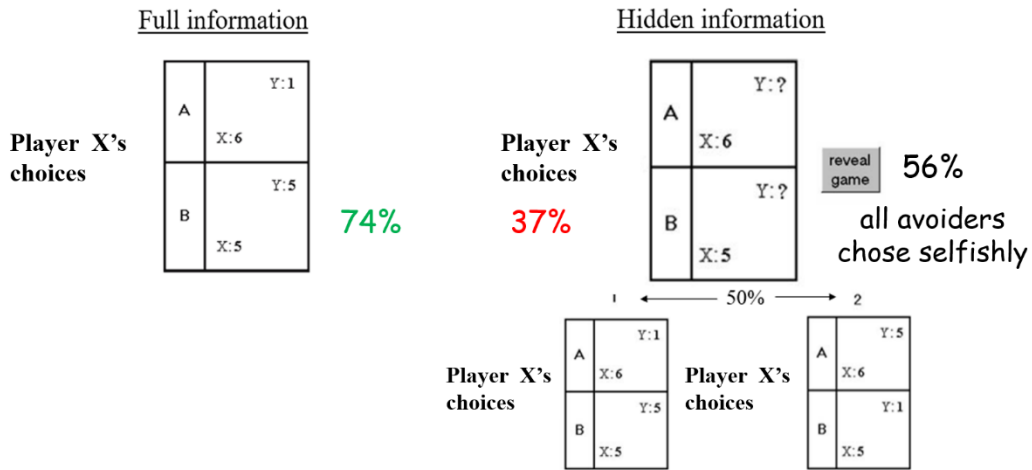 Full information
Y:1
A
X:6
Player X's
choices
Y:5
B
X:5
74%
Hidden information
Y:?
A
X:6
Player X's
choices
Y:?
B
X:5
37%
reveal
game
56%
all avoiders
chose selfishly
1
50%
2
Y:1
A
X:6
Player X's
choices
Y:5
B
X:5
Y:5
A
X:6
Player X's
choices
Y:1
B
X:5